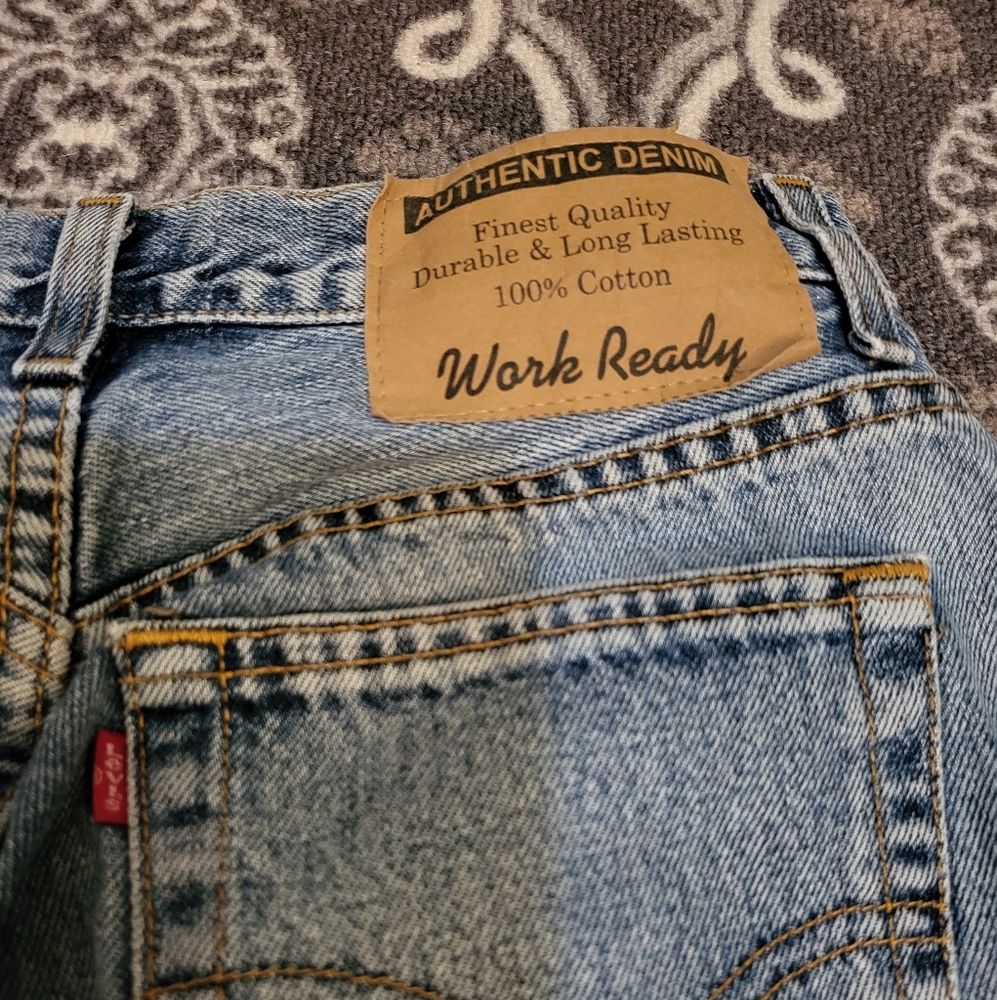 AUTHENTIC DENIM
Finest Quality
Durable & Long Lasting
100% Cotton
Work Ready
LEVI'S